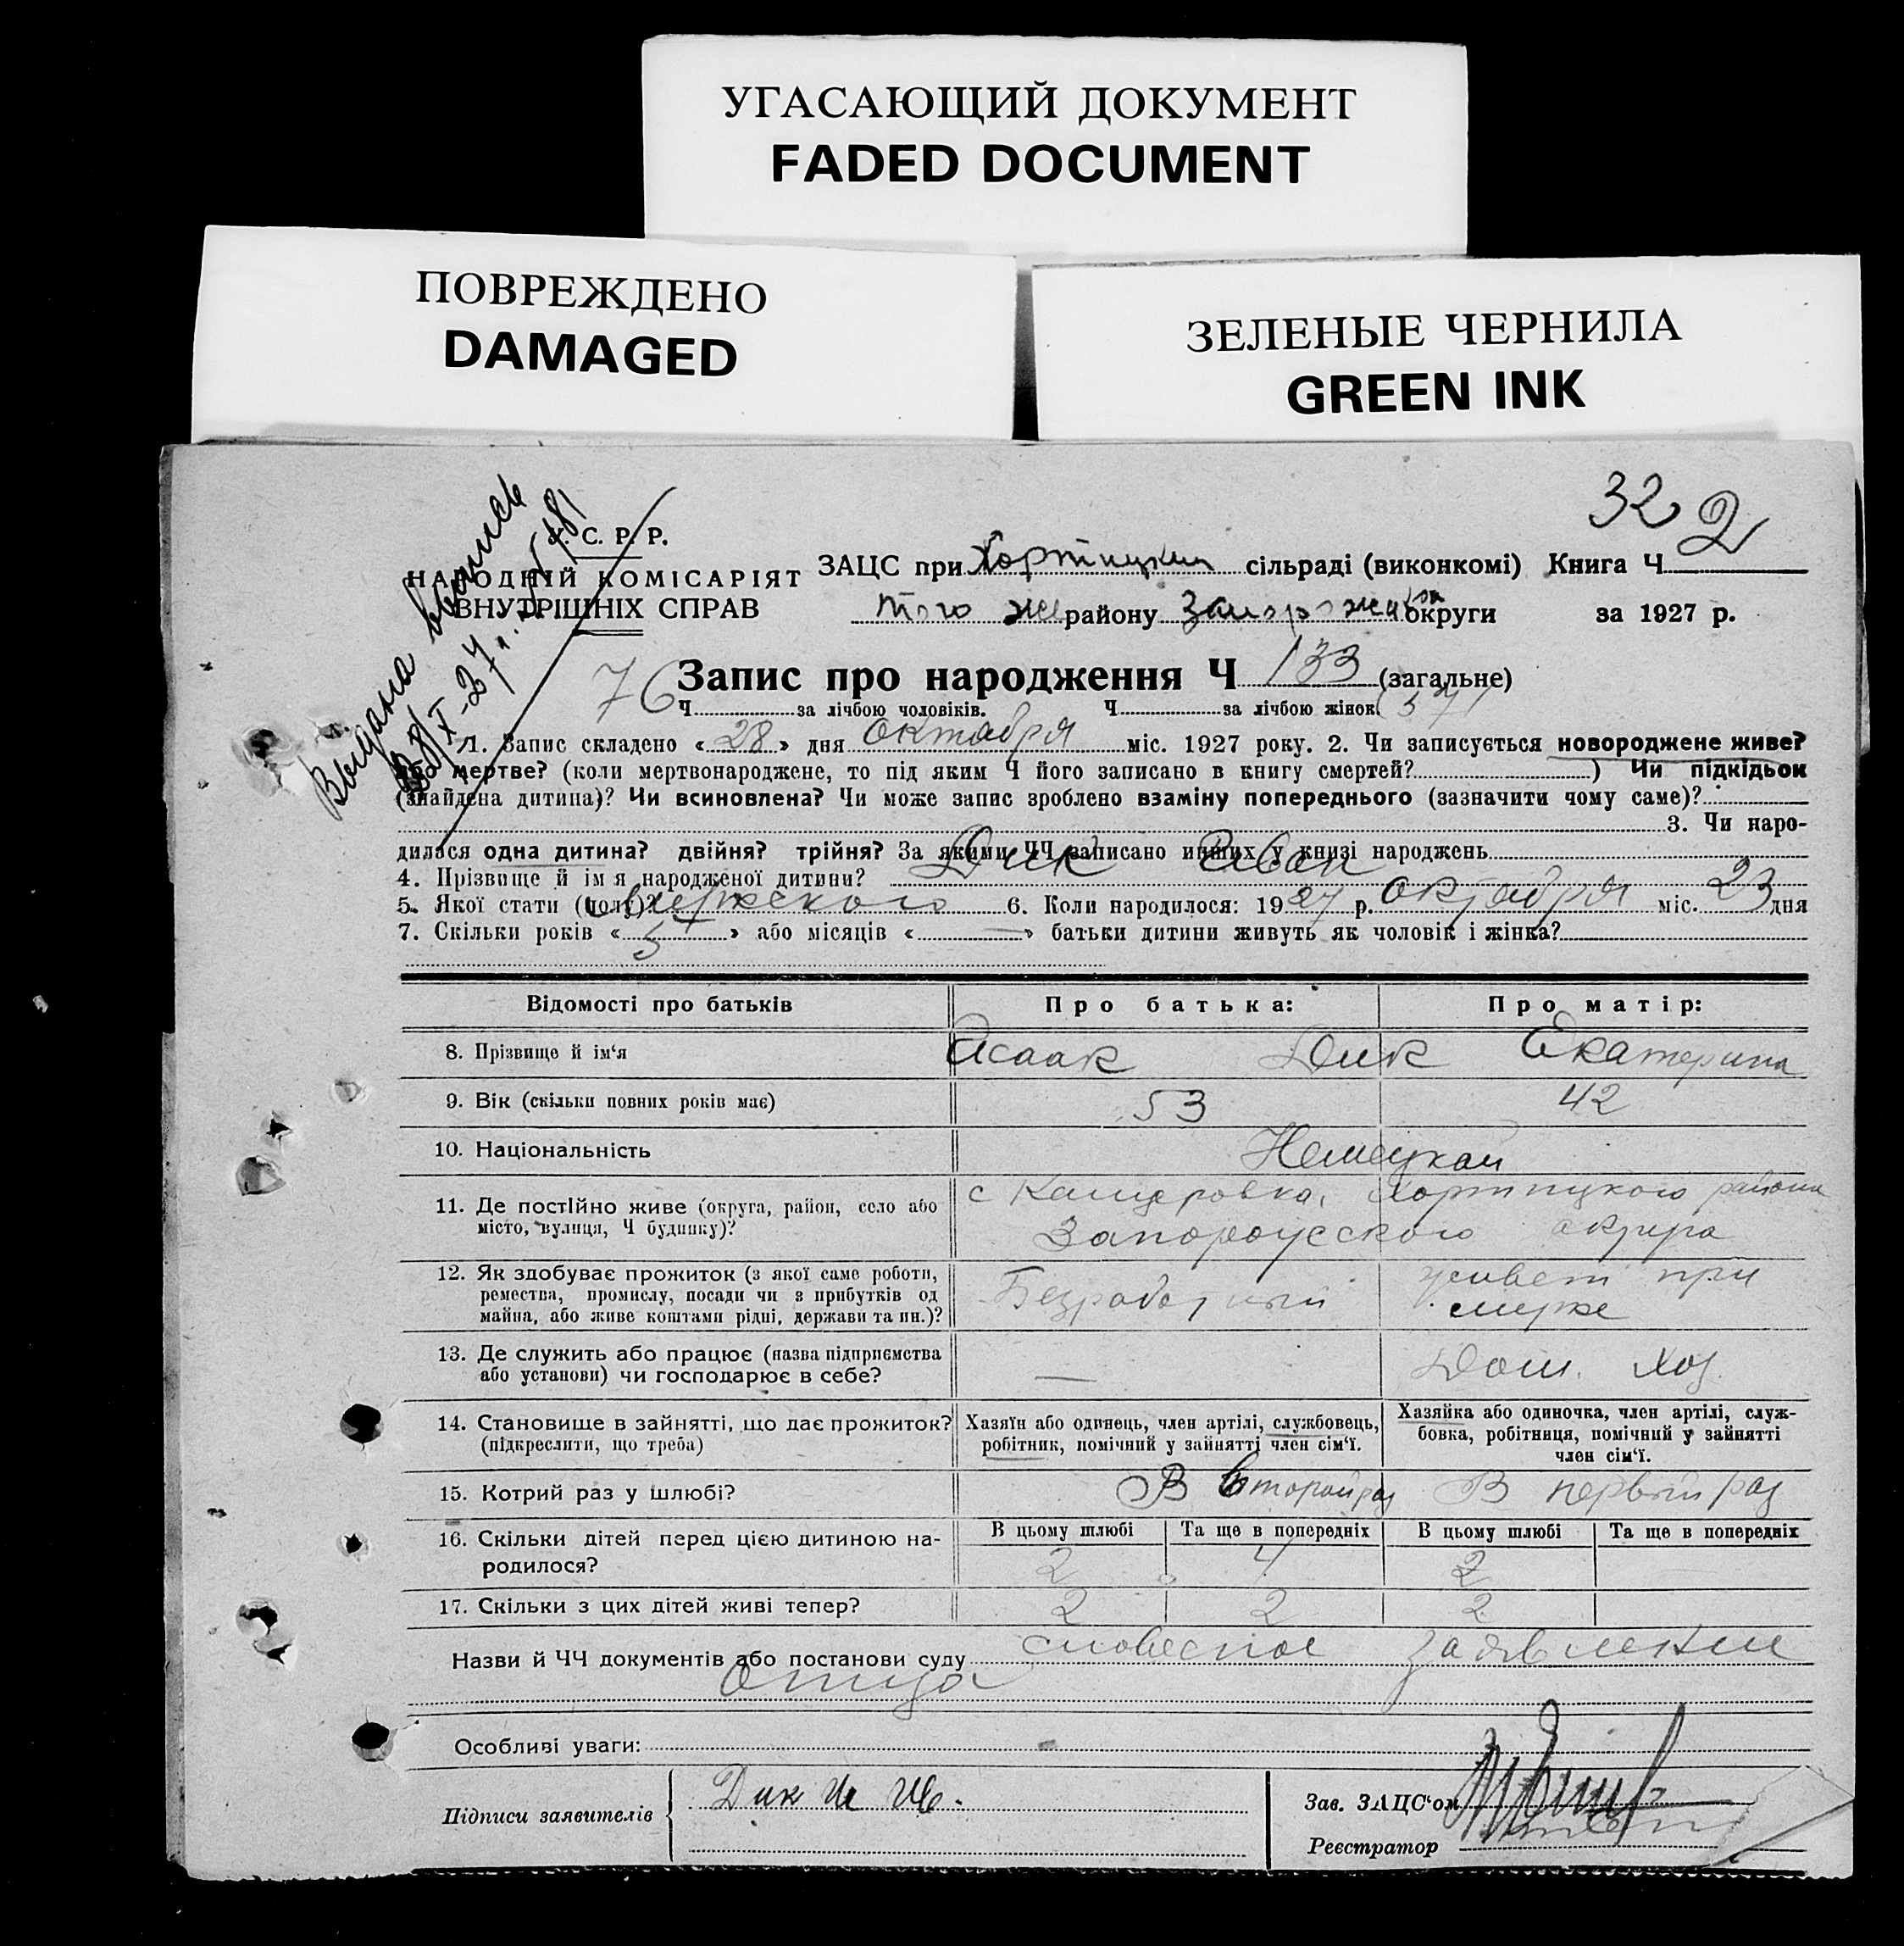 УГАСАЮЩИЙ ДОКУМЕНТ
FADED DOCUMENT
ПОВРЕЖДЕНО
DAMAGED
ЗЕЛЕНЫЕ ЧЕРНИЛА
GREEN INK
32 2
Выдана выпись
У. С. Р. Р.
НАРОДНІЙ КОМІСАРІЯТ
ВНУТРІШНІХ СПРАВ
ЗАЦС при Хортицким сільраді (виконкомі) Книга Ч
того же району округи за 1927 р.
76 Запис про народження Ч 133 (загальне)
Ч за лічбою чоловіків. Ч за лічбою жінок
1. Запис складено « 28 » дня октября міс. 1927 року. 2. Чи записується новороджене живе?
або мертве? (коли мертвонароджене, то під яким Ч його записано в книгу смертей? ) Чи підкідьок
(знайдена дитина)? Чи всиновлена? Чи може запис зроблено взаміну попереднього (зазначити чому саме)?
3. Чи наро-
дилася одна дитина? двійня? трійня? За якими ЧЧ записано инших у книзі народжень
4. Прізвище й ім я народженої дитини? Дик Иван
5. Якої стати (полу)? Мужского 6. Коли народилося: 1927 р. октября міс. 23 дня
7. Скільки років « 5 » або місяців « — » батьки дитини живуть як чоловік і жінка?
Відомості про батьків Про батька: Про матір:
8. Прізвище й ім‘я Исаак Дик Екатерина
9. Вік (скільки повних років має) 53 42
10. Національність Немецкой
11. Де постійно живе (округа, район, село або
місто, вулиця, Ч будинку)?
с Канцеровка, Хортицкого района
Запорожского округа
12. Як здобуває прожиток (з якої саме роботи,
ремества, промислу, посади чи з прибутків од
майна, або живе коштами рідні, держави та ин.)?
Безработный
живет при
муже
13. Де служить або працює (назва підприємства
або установи) чи господарює в себе?
—
Дом. хоз.
14. Становище в зайнятті, що дає прожиток?
(підкреслити, що треба)
Хазяїн або одинець, член артілі, службовець,
робітник, помічний у зайнятті член сім‘ї.
Хазяйка або одиночка, член артілі, служ-
бовка, робітниця, помічний у зайнятті
член сім‘ї.
15. Котрий раз у шлюбі? В второй раз В первый раз
16. Скільки дітей перед цією дитиною на-
родилося?
В цьому шлюбі Та ще в попередніх В цьому шлюбі Та ще в попередніх
2 4 2
17. Скільки з цих дітей живі тепер? 2 2 2
Назви й ЧЧ документів або постанови суду словесное заявление
отца
Особливі уваги:
Підписи заявителів Дик И. Ив.
Зав. ЗАЦС‘ом
Реєстратор